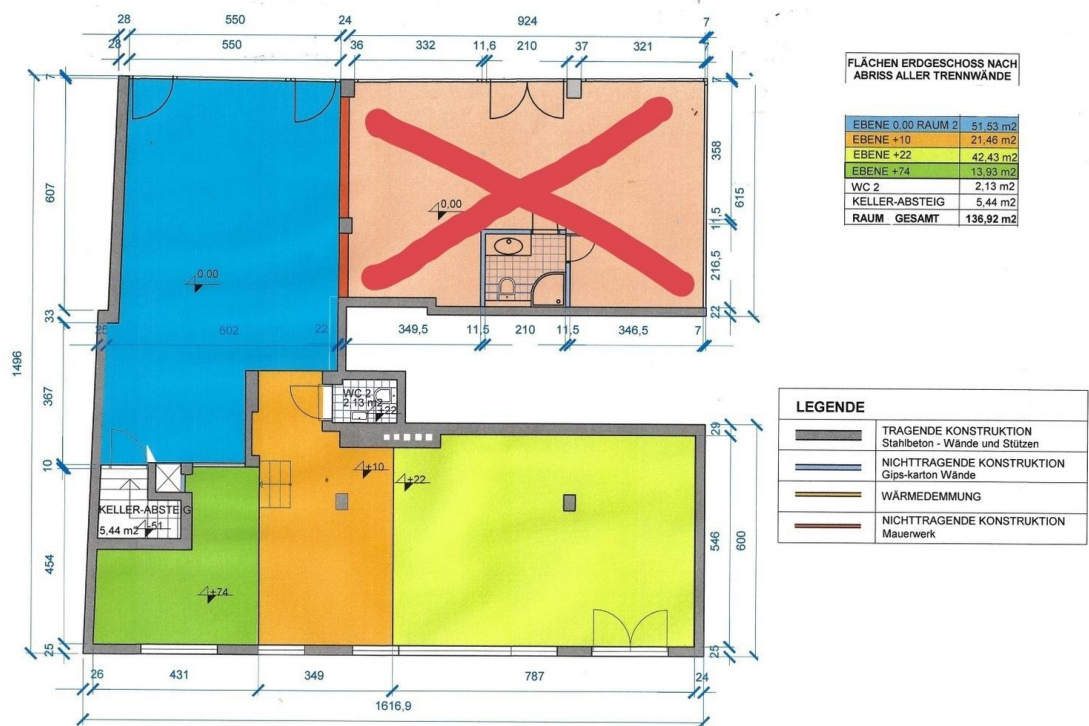 28 550 24 924 7
28 550 36 332 11,6 210 37 321 7
FLÄCHEN ERDGESCHOSS NACH
ABRISS ALLER TRENNWÄNDE
EBENE 0,00 RAUM 2 51,53 m2
EBENE +10 21,46 m2
EBENE +22 42,43 m2
EBENE +74 13,93 m2
WC 2 2,13 m2
KELLER-ABSTEIG 5,44 m2
RAUM GESAMT 136,92 m2
7
607
33
1496
367
10
454
25
7
358
615
11,5
216,5
22
0,00
0,00
25 602 22 349,5 11,5 210 11,5 346,5 7
WC 2
2,13 m2
+22
+10
+22
KELLER-ABSTEIG
-51
5,44 m2
+74
29
546
600
25
25
26 431 349 787 24
1616,9
LEGENDE
TRAGENDE KONSTRUKTION
Stahlbeton - Wände und Stützen
NICHTTRAGENDE KONSTRUKTION
Gips-karton Wände
WÄRMEDEMMUNG
NICHTTRAGENDE KONSTRUKTION
Mauerwerk